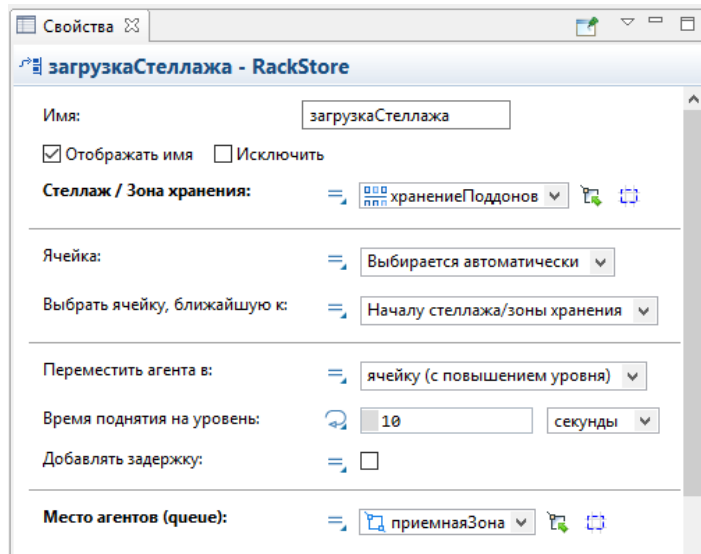 Свойства
загрузкаСтеллажа - RackStore
Имя: загрузкаСтеллажа
Отображать имя Исключить
Стеллаж / Зона хранения: хранениеПоддонов
Ячейка: Выбирается автоматически
Выбрать ячейку, ближайшую к: Началу стеллажа/зоны хранения
Переместить агента в: ячейку (с повышением уровня)
Время поднятия на уровень: 10 секунды
Добавлять задержку:
Место агентов (queue): приемнаяЗона